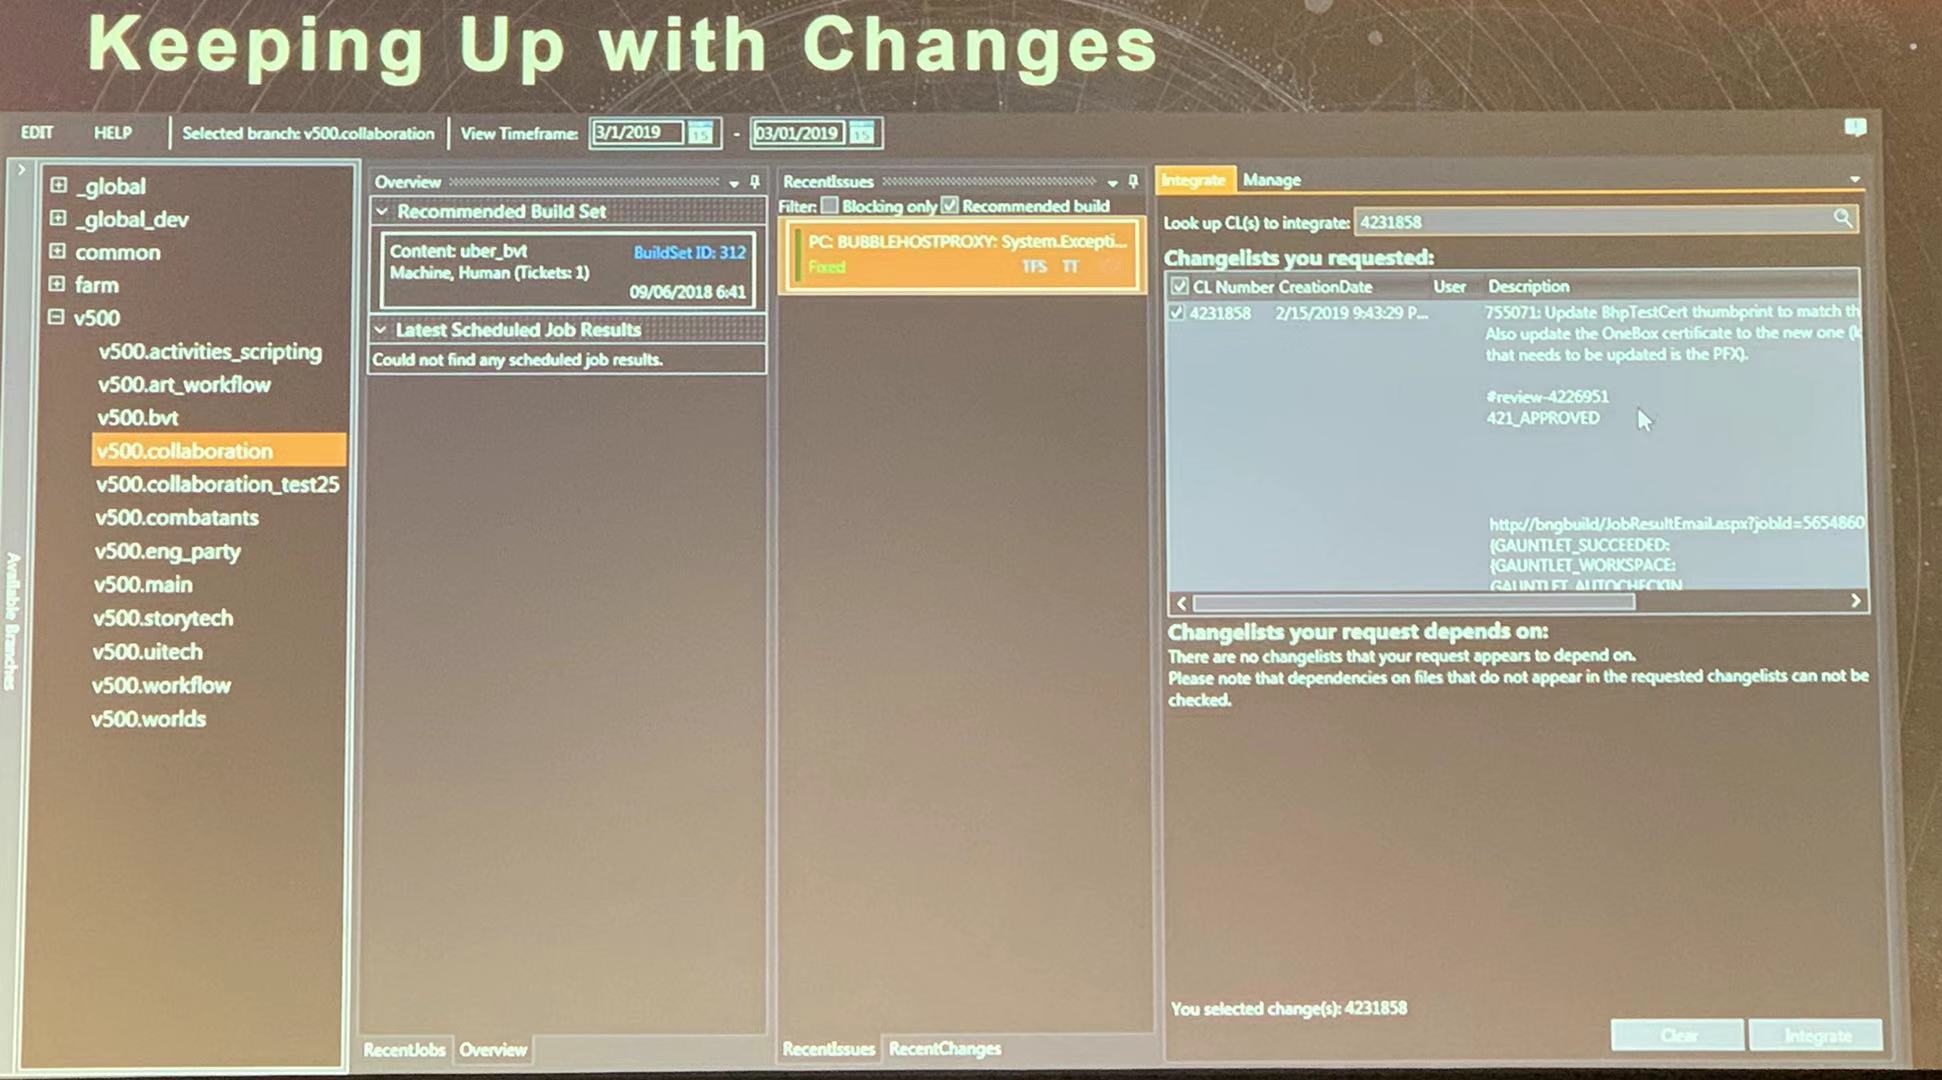 Keeping Up with Changes
EDIT HELP Selected branch: v500.collaboration View Timeframe: 3/1/2019 15 - 03/01/2019 15
Available Branches
_global
_global_dev
common
farm
v500
v500.activities_scripting
v500.art_workflow
v500.bvt
v500.collaboration
v500.collaboration_test25
v500.combatants
v500.eng_party
v500.main
v500.storytech
v500.uitech
v500.workflow
v500.worlds
Overview
Recommended Build Set
Content: uber_bvt BuildSet ID: 312
Machine, Human (Tickets: 1)
09/06/2018 6:41
Latest Scheduled Job Results
Could not find any scheduled job results.
RecentJobs Overview
RecentIssues
Filter: Blocking only Recommended build
PC: BUBBLEHOSTPROXY: System.Excepti...
Fixed TFS TT
RecentIssues RecentChanges
Integrate Manage
Look up CL(s) to integrate: 4231858
Changelists you requested:
CL Number CreationDate User Description
4231858 2/15/2019 9:43:29 P... 755071: Update BhpTestCert thumbprint to match th
Also update the OneBox certificate to the new one (k
that needs to be updated is the PFX).
#review-4226951
421_APPROVED
http://bngbuild/JobResultEmail.aspx?jobId=5654860
{GAUNTLET_SUCCEEDED:
{GAUNTLET_WORKSPACE:
GAUNTLET_AUTOCHECKIN
Changelists your request depends on:
There are no changelists that your request appears to depend on.
Please note that dependencies on files that do not appear in the requested changelists can not be
checked.
You selected change(s): 4231858
Clear Integrate